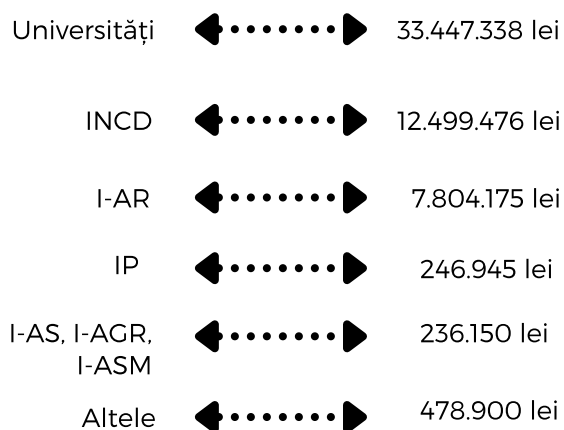 Universități 33.447.338 lei
INCD 12.499.476 lei
I-AR 7.804.175 lei
IP 246.945 lei
I-AS, I-AGR, 236.150 lei
I-ASM
Altele 478.900 lei